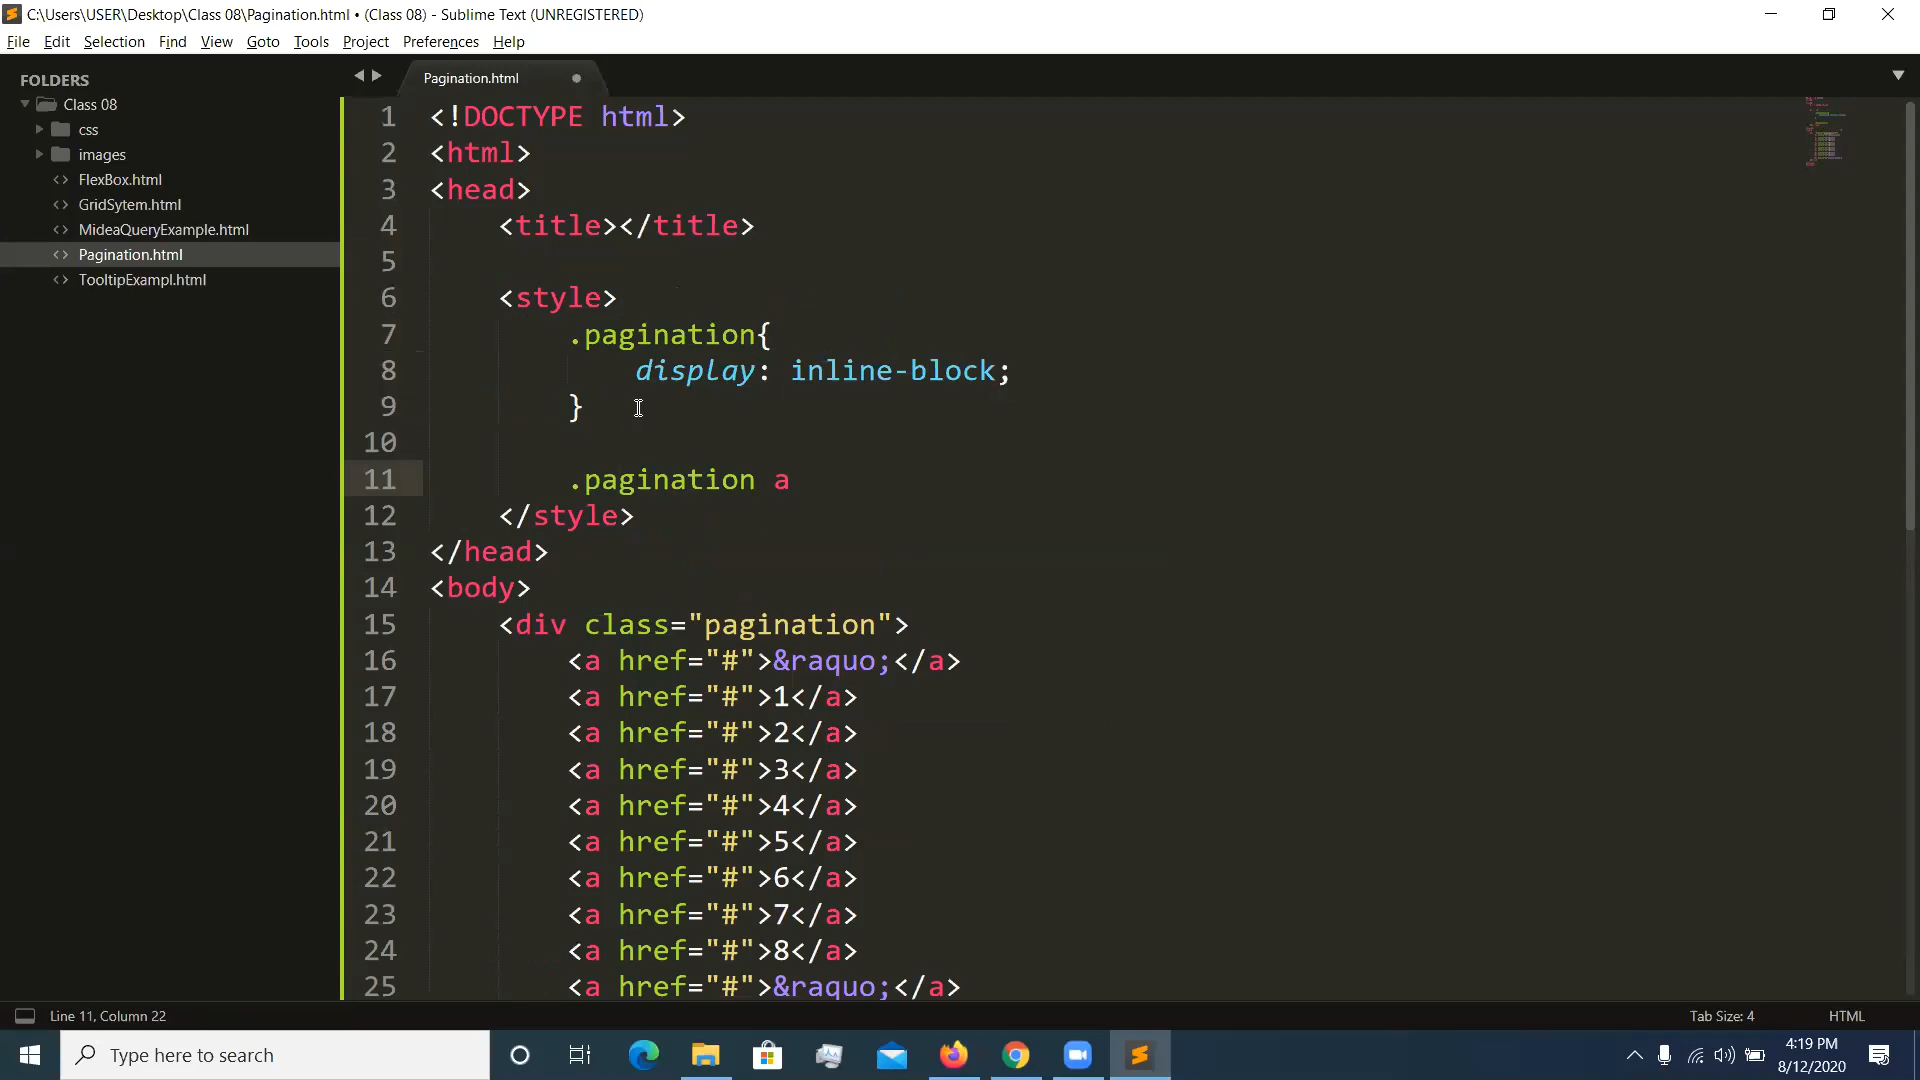 C:\Users\USER\Desktop\Class 08\Pagination.html • (Class 08) - Sublime Text (UNREGISTERED)
File Edit Selection Find View Goto Tools Project Preferences Help
FOLDERS
Class 08
css
images
FlexBox.html
GridSytem.html
MideaQueryExample.html
Pagination.html
TooltipExampl.html
Pagination.html
1 <!DOCTYPE html>
2 <html>
3 <head>
4 <title></title>
5
6 <style>
7 .pagination{
8 display: inline-block;
9 }
10
11 .pagination a
12 </style>
13 </head>
14 <body>
15 <div class="pagination">
16 <a href="#">&raquo;</a>
17 <a href="#">1</a>
18 <a href="#">2</a>
19 <a href="#">3</a>
20 <a href="#">4</a>
21 <a href="#">5</a>
22 <a href="#">6</a>
23 <a href="#">7</a>
24 <a href="#">8</a>
25 <a href="#">&raquo;</a>
Line 11, Column 22
Tab Size: 4
HTML
Type here to search
4:19 PM
8/12/2020